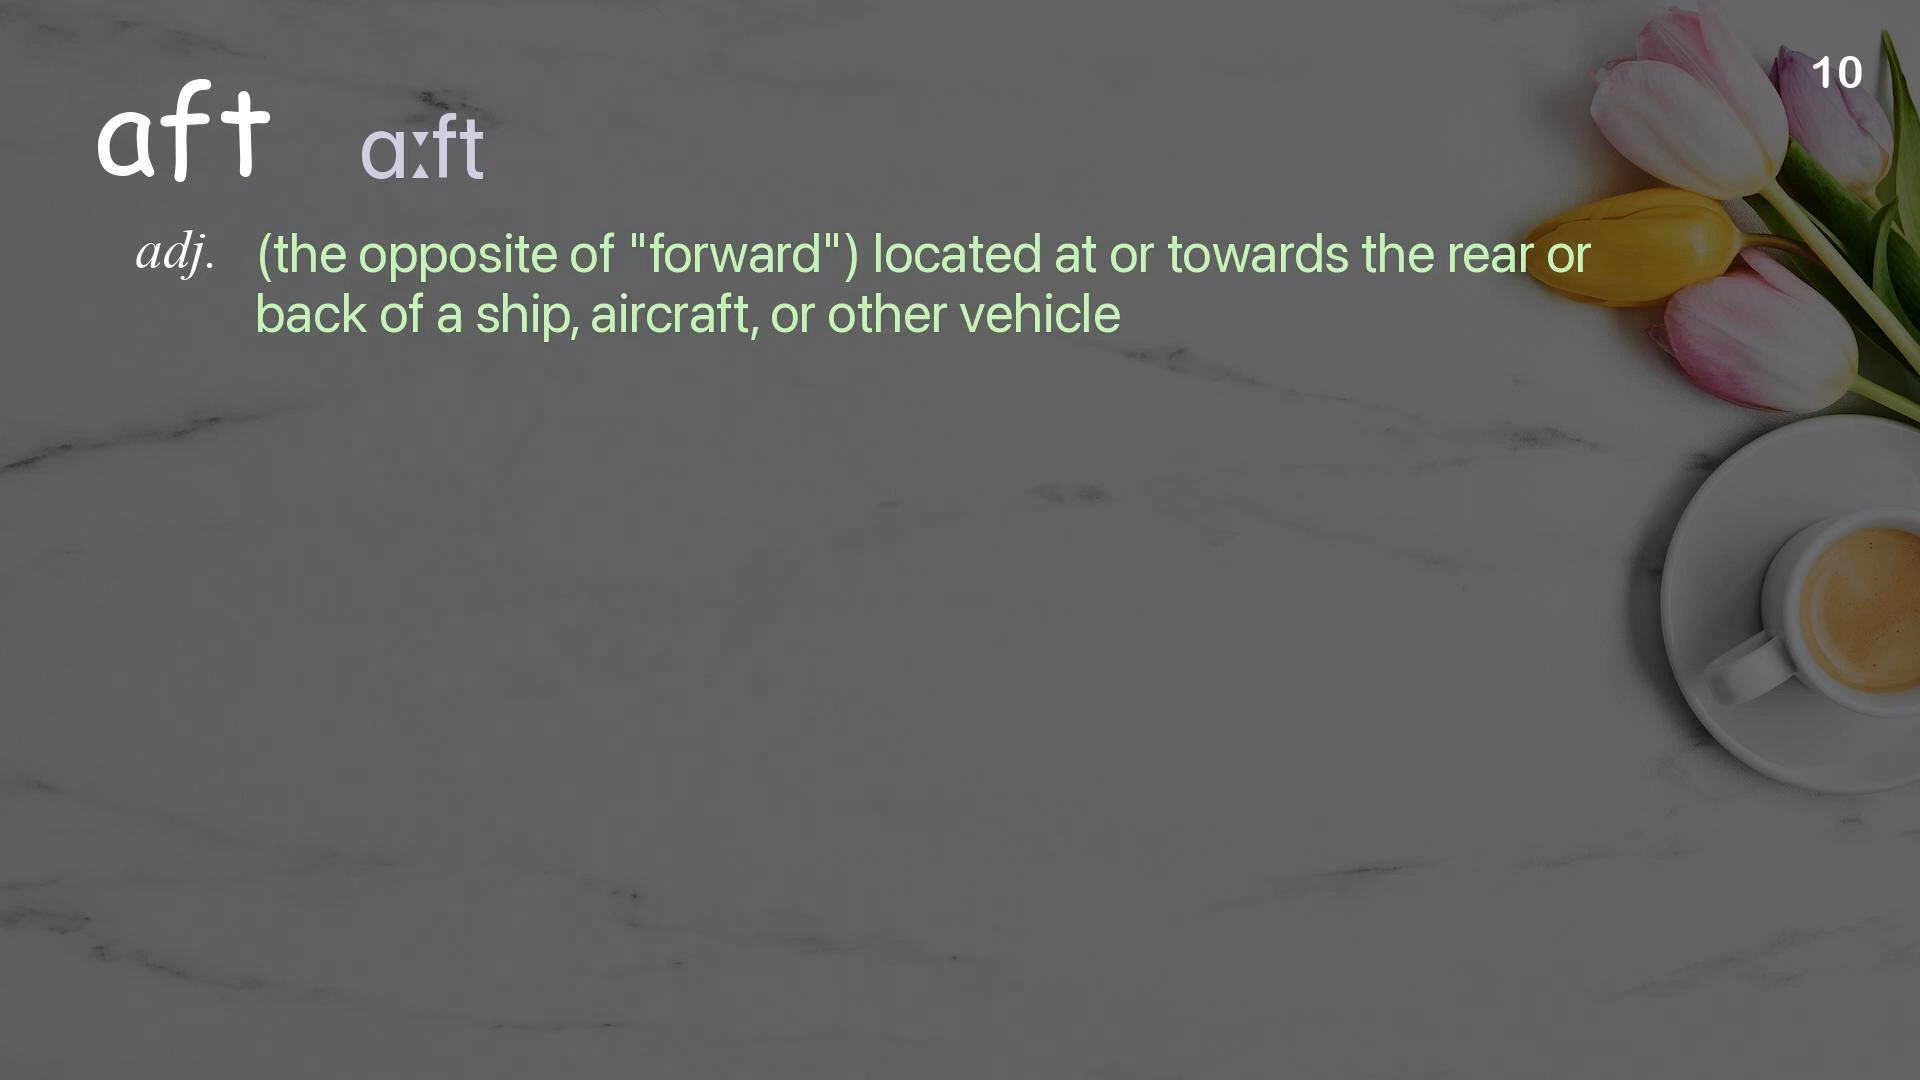 10
aft aːft
adj. (the opposite of "forward") located at or towards the rear or
back of a ship, aircraft, or other vehicle